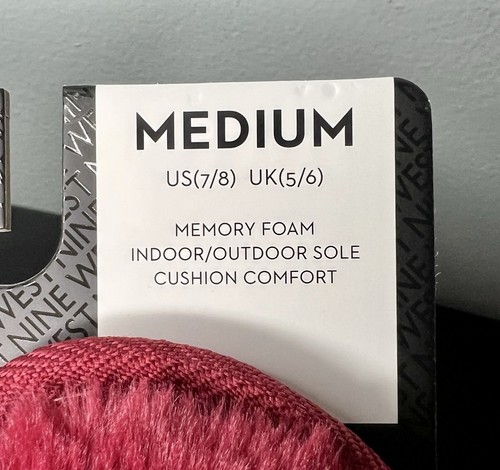 MEDIUM
US(7/8) UK(5/6)
MEMORY FOAM
INDOOR/OUTDOOR SOLE
CUSHION COMFORT
NINE WEST